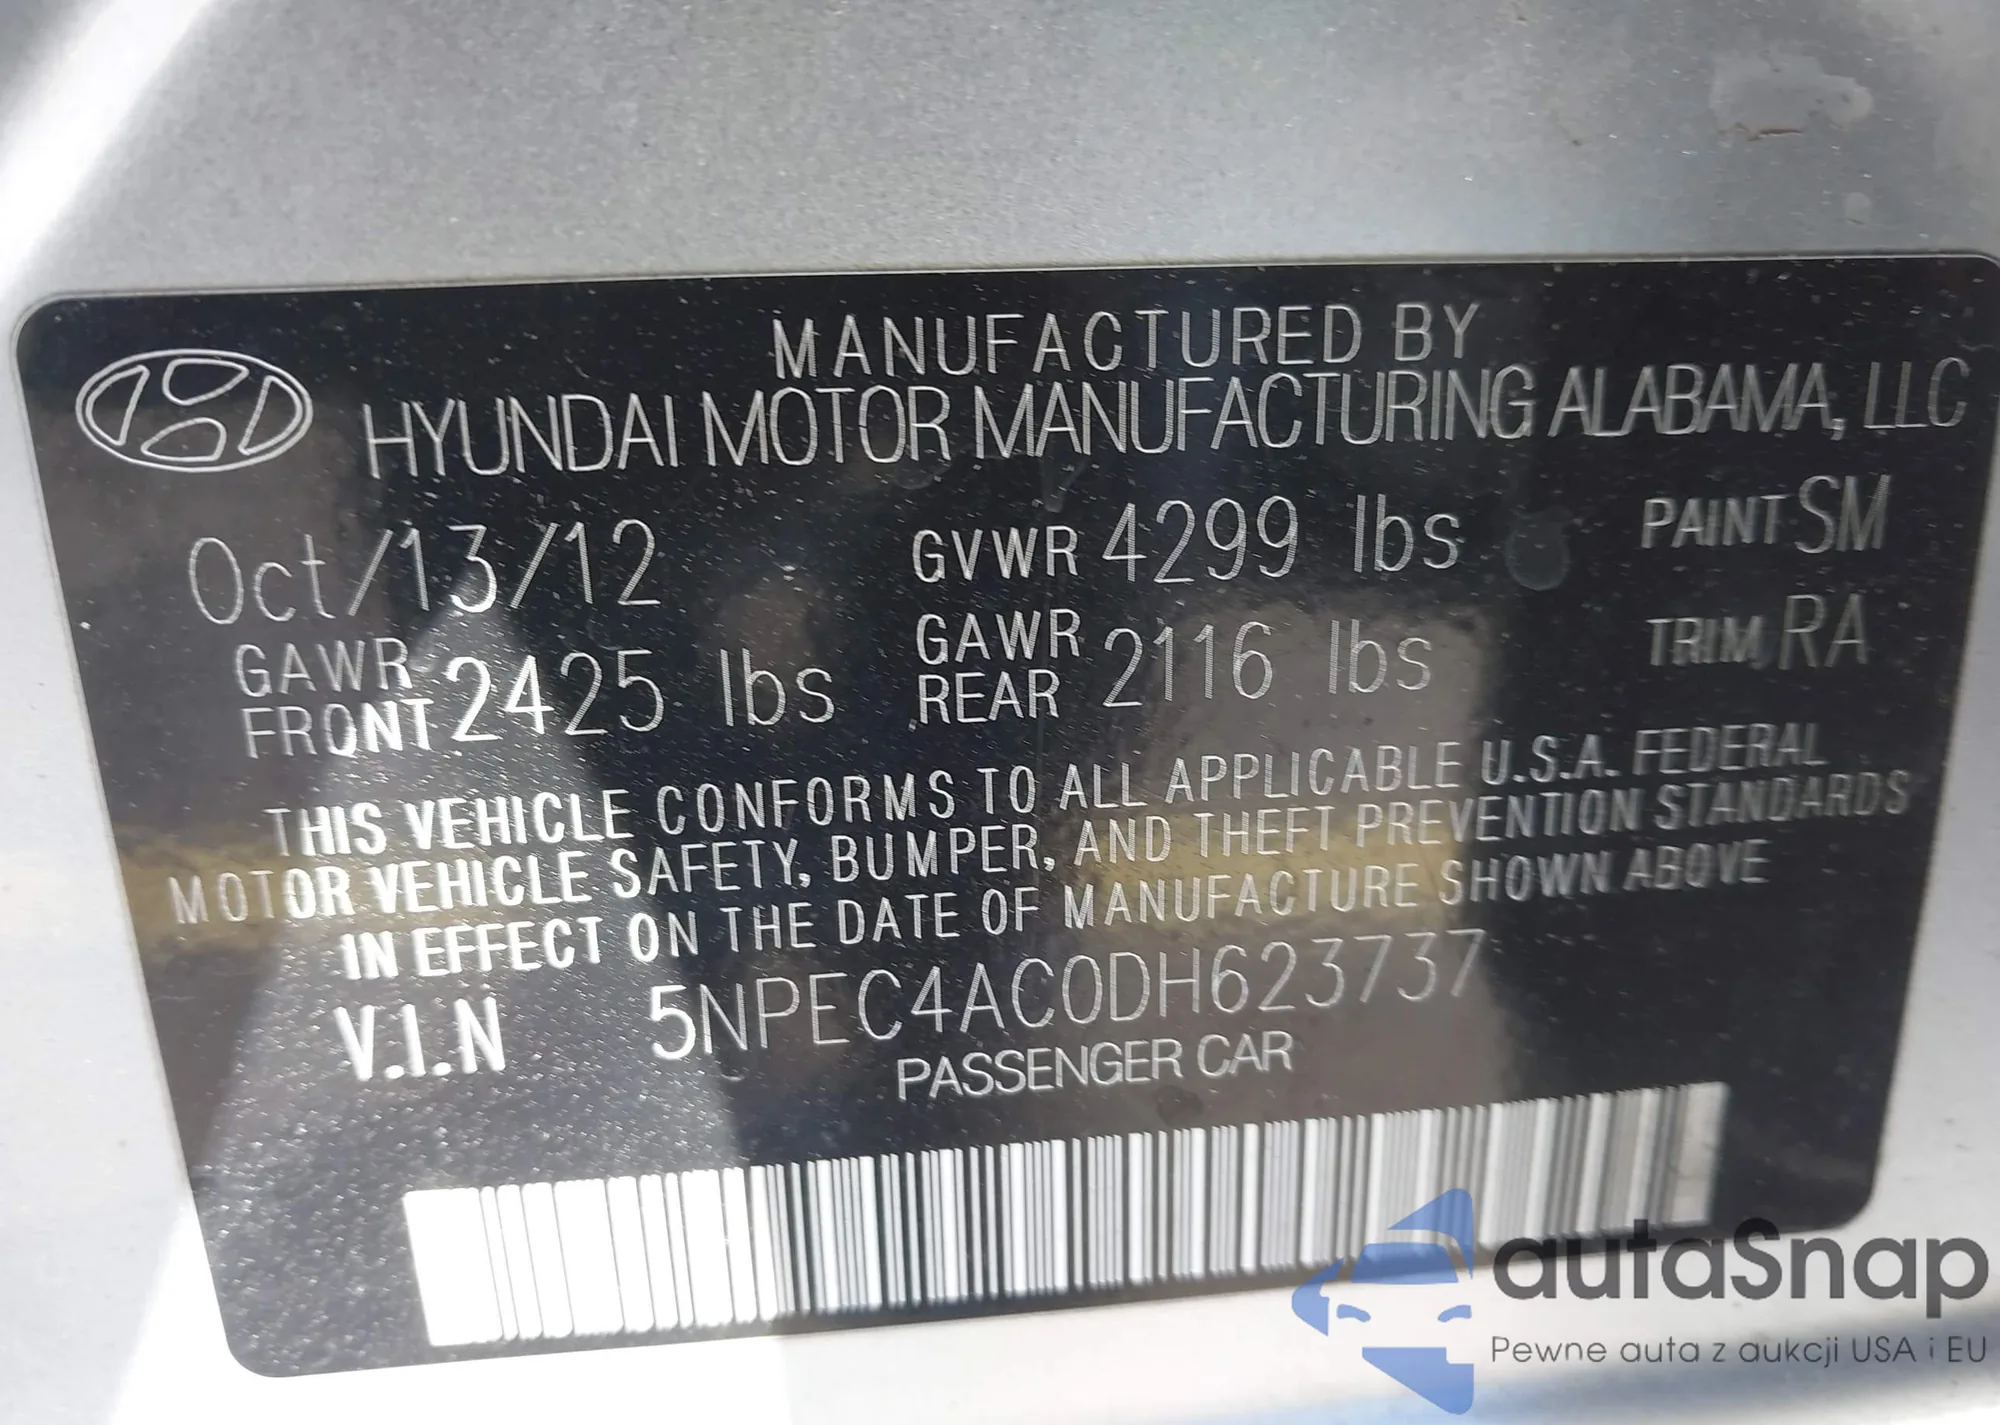 MANUFACTURED BY
HYUNDAI MOTOR MANUFACTURING ALABAMA, LLC
Oct/13/12 GVWR 4299 lbs PAINT SM
GAWR FRONT 2425 lbs GAWR REAR 2116 lbs TRIM RA
THIS VEHICLE CONFORMS TO ALL APPLICABLE U.S.A. FEDERAL
MOTOR VEHICLE SAFETY, BUMPER, AND THEFT PREVENTION STANDARDS
IN EFFECT ON THE DATE OF MANUFACTURE SHOWN ABOVE
V.I.N 5NPEC4AC0DH623737
PASSENGER CAR
autaSnap
Pewne auta z aukcji USA i EU